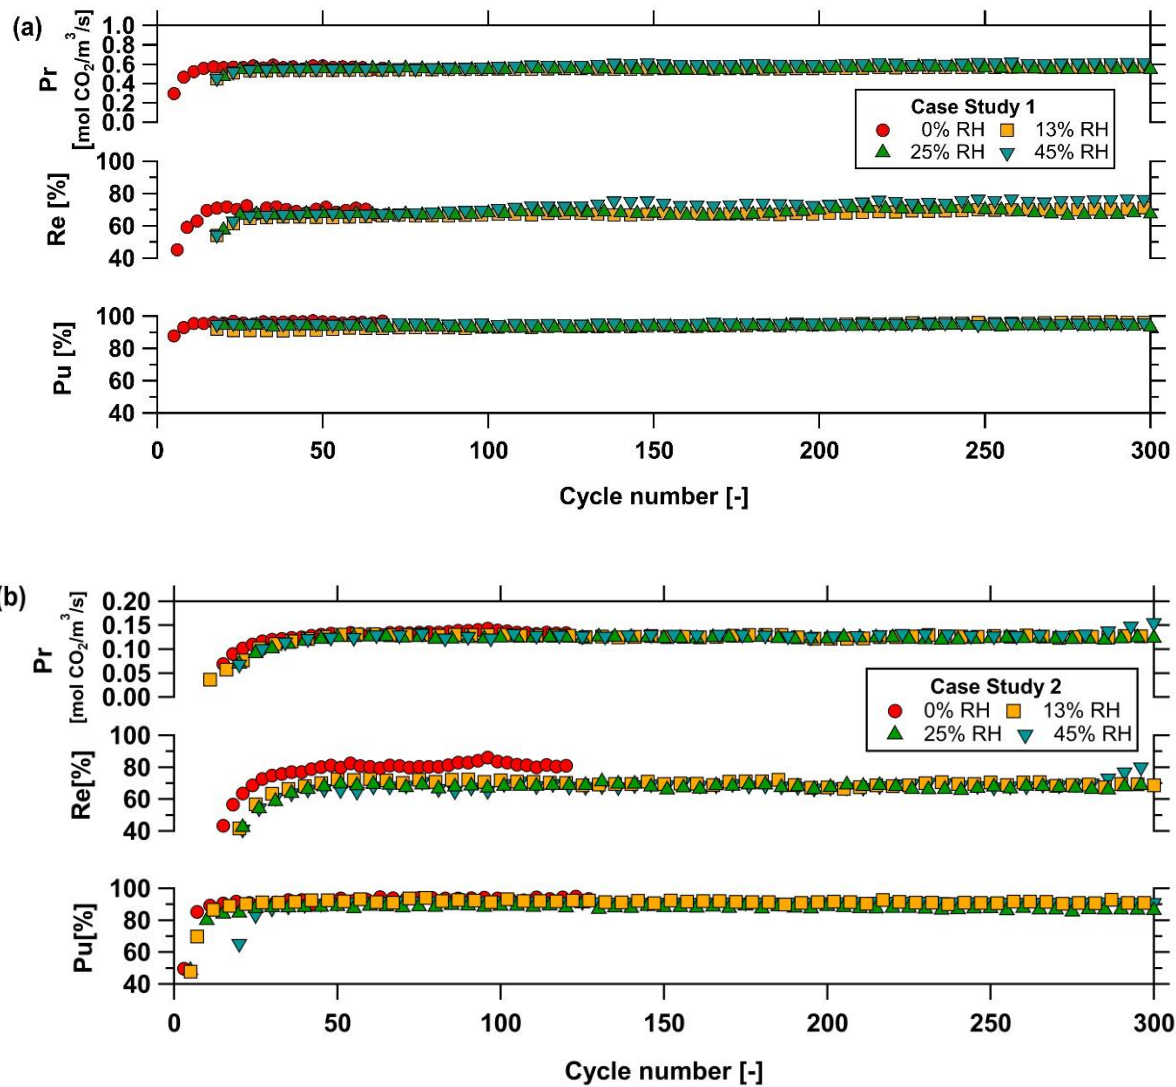 (a)
1.0
0.8
0.6
0.4
0.2
0.0
Pr
[mol CO₂/m³/s]
Case Study 1
0% RH 13% RH
25% RH 45% RH
100
80
60
40
Re [%]
100
80
60
40
Pu [%]
0 50 100 150 200 250 300
Cycle number [-]
(b)
0.20
0.15
0.10
0.05
0.00
Pr
[mol CO₂/m³/s]
Case Study 2
0% RH 13% RH
25% RH 45% RH
100
80
60
40
Re[%]
100
80
60
40
Pu[%]
0 50 100 150 200 250 300
Cycle number [-]